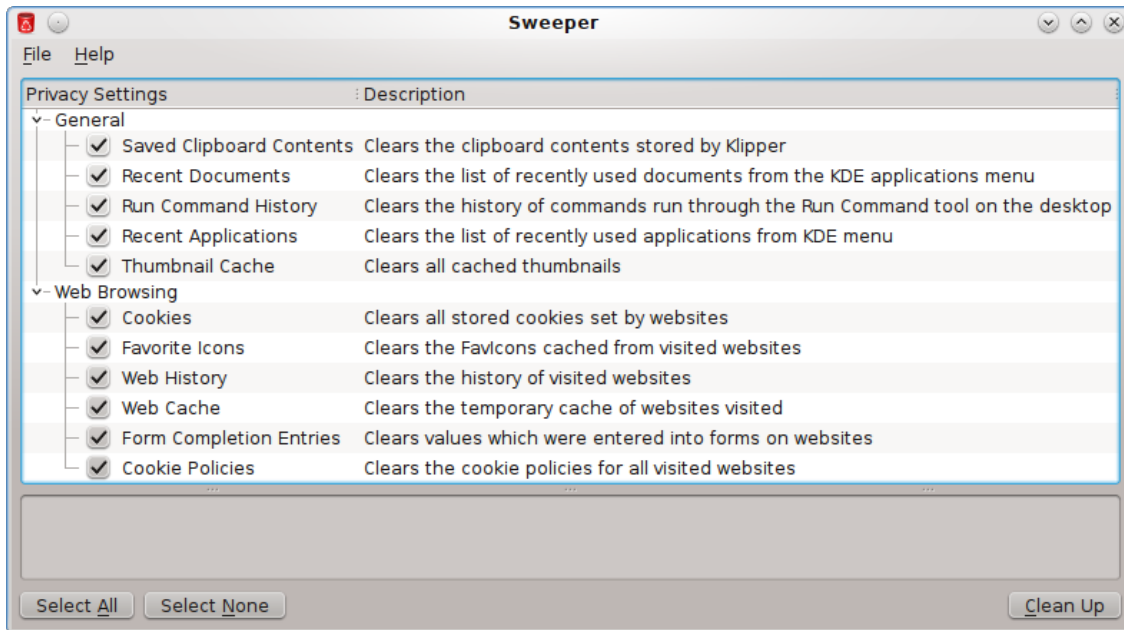 Sweeper
File Help
Privacy Settings Description
General
Saved Clipboard Contents Clears the clipboard contents stored by Klipper
Recent Documents Clears the list of recently used documents from the KDE applications menu
Run Command History Clears the history of commands run through the Run Command tool on the desktop
Recent Applications Clears the list of recently used applications from KDE menu
Thumbnail Cache Clears all cached thumbnails
Web Browsing
Cookies Clears all stored cookies set by websites
Favorite Icons Clears the FavIcons cached from visited websites
Web History Clears the history of visited websites
Web Cache Clears the temporary cache of websites visited
Form Completion Entries Clears values which were entered into forms on websites
Cookie Policies Clears the cookie policies for all visited websites
Select All Select None Clean Up